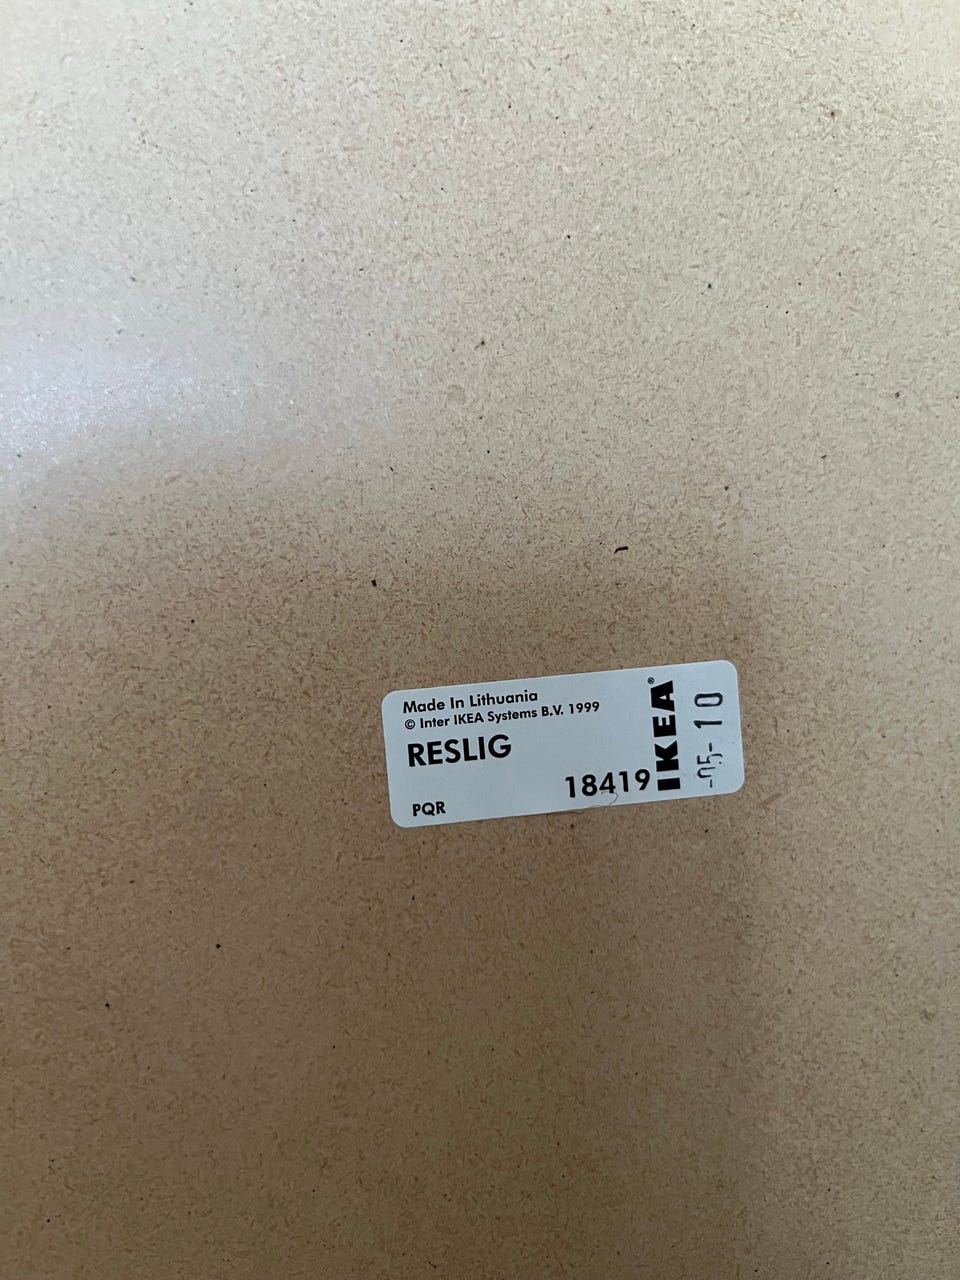 Made In Lithuania
© Inter IKEA Systems B.V. 1999
RESLIG
18419
PQR
IKEA®
-05- 10